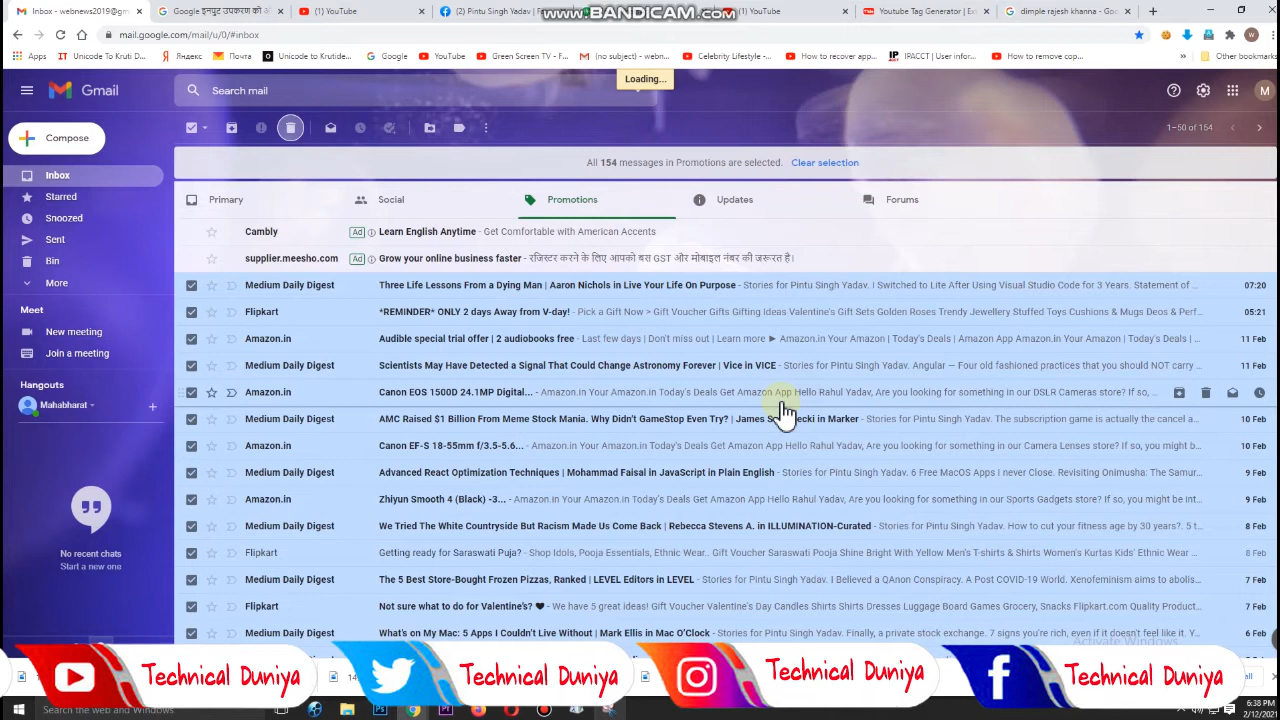 Inbox - webnews2019@gm
Google इनपुट उपकरण को अॅ
(1) YouTube
(2) Pintu Singh Yadav | F
www.BANDICAM.com
(1) YouTube
Youtube Tag Generator | Ex
simple rajesh khanna - Goo
mail.google.com/mail/u/0/#inbox
Apps
Unicode To Krutide...
Яндекс
Unicode to Krutide...
Google
YouTube
Green Screen TV - F...
(no subject) - webn...
Celebrity Lifestyle -...
How to recover app...
IPACCT | User infor...
How to remove cop...
»
Other bookmarks
Loading...
Gmail
Search mail
M
Compose
1–50 of 154
All 154 messages in Promotions are selected. Clear selection
Inbox
Starred
Snoozed
Sent
Bin
More
Meet
New meeting
Join a meeting
Hangouts
Mahabharat
No recent chats
Start a new one
Primary
Social
Promotions
Updates
Forums
Cambly Ad Learn English Anytime - Get Comfortable with American Accents
supplier.meesho.com Ad Grow your online business faster - रजिस्टर करने के लिए आपको बस GST और मोबाइल नंबर की जरूरत है।
Medium Daily Digest Three Life Lessons From a Dying Man | Aaron Nichols in Live Your Life On Purpose - Stories for Pintu Singh Yadav. I Switched to Lite After Using Visual Studio Code for 3 Years. Statement of ... 07:20
Flipkart *REMINDER* ONLY 2 days Away from V-day! - Pick a Gift Now > Gift Voucher Gifts Gifting Ideas Valentine's Gift Sets Golden Roses Trendy Jewellery Stuffed Toys Cushions & Mugs Deos & Perf... 05:21
Amazon.in Audible special trial offer | 2 audiobooks free - Last few days | Don't miss out | Learn more ► Amazon.in Your Amazon | Today's Deals | Amazon App Amazon.in Your Amazon | Today's Deals | Amazon ... 11 Feb
Medium Daily Digest Scientists May Have Detected a Signal That Could Change Astronomy Forever | Vice in VICE - Stories for Pintu Singh Yadav. Angular — Four old fashioned practices that you should NOT carry ... 11 Feb
Amazon.in Canon EOS 1500D 24.1MP Digital... - Amazon.in Your Amazon.in Today's Deals Get Amazon App Hello Rahul Yadav, Are you looking for something in our DSLR Cameras store? If so, ...
Medium Daily Digest AMC Raised $1 Billion From Meme Stock Mania. Why Didn't GameStop Even Try? | James in Marker - Stories for Pintu Singh Yadav. The subscription game is actually the cancel a... 10 Feb
Amazon.in Canon EF-S 18-55mm f/3.5-5.6... - Amazon.in Your Amazon.in Today's Deals Get Amazon App Hello Rahul Yadav, Are you looking for something in our Camera Lenses store? If so, you might b... 10 Feb
Medium Daily Digest Advanced React Optimization Techniques | Mohammad Faisal in JavaScript in Plain English - Stories for Pintu Singh Yadav. 6 Free MacOS Apps I never Close. Revisiting Onimusha: The Samur... 9 Feb
Amazon.in Zhiyun Smooth 4 (Black) -3... - Amazon.in Your Amazon.in Today's Deals Get Amazon App Hello Rahul Yadav, Are you looking for something in our Sports Gadgets store? If so, you might be int... 9 Feb
Medium Daily Digest We Tried The White Countryside But Racism Made Us Come Back | Rebecca Stevens A. in ILLUMINATION-Curated - Stories for Pintu Singh Yadav. How to cut your fitness age by 30 years?. 5 t... 8 Feb
Flipkart Getting ready for Saraswati Puja? - Shop Idols, Pooja Essentials, Ethnic Wear.. Gift Voucher Saraswati Pooja Shine Bright With Yellow Men's T-shirts & Shirts Women's Kurtas Kids' Ethnic Wear ... 8 Feb
Medium Daily Digest The 5 Best Store-Bought Frozen Pizzas, Ranked | LEVEL Editors in LEVEL - Stories for Pintu Singh Yadav. I Believed a QAnon Conspiracy. A Post COVID-19 World. Xenofeminism aims to abolis... 7 Feb
Flipkart Not sure what to do for Valentine's? ♥ - We have 5 great ideas! Gift Voucher Valentine's Day Candles Shirts Shirts Dresses Luggage Board Games Grocery, Snacks Flipkart.com Quality Product... 7 Feb
Medium Daily Digest What's on My Mac: 5 Apps I Couldn't Live Without | Mark Ellis in Mac O'Clock - Stories for Pintu Singh Yadav. Finally, a private stock exchange. 7 signs you're rich, even if it doesn't feel like it. Y... 6 Feb
Activate Windows
Technical Duniya
Technical Duniya
Technical Duniya
Technical Duniya
Search the web and Windows
6:38 PM